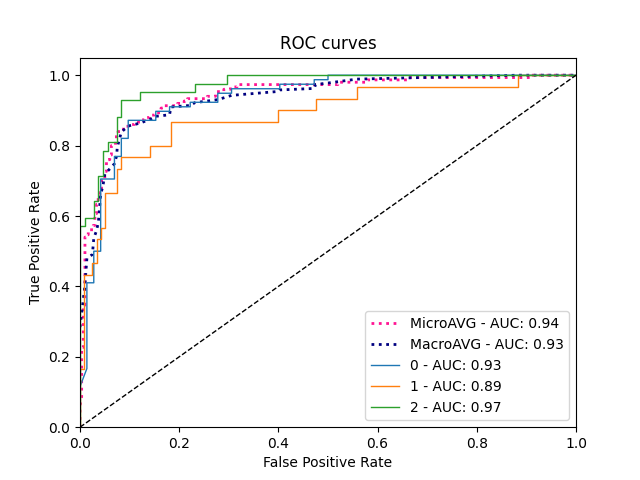 ROC curves
True Positive Rate
1.0
0.8
0.6
0.4
0.2
0.0
MicroAVG - AUC: 0.94
MacroAVG - AUC: 0.93
0 - AUC: 0.93
1 - AUC: 0.89
2 - AUC: 0.97
0.0 0.2 0.4 0.6 0.8 1.0
False Positive Rate